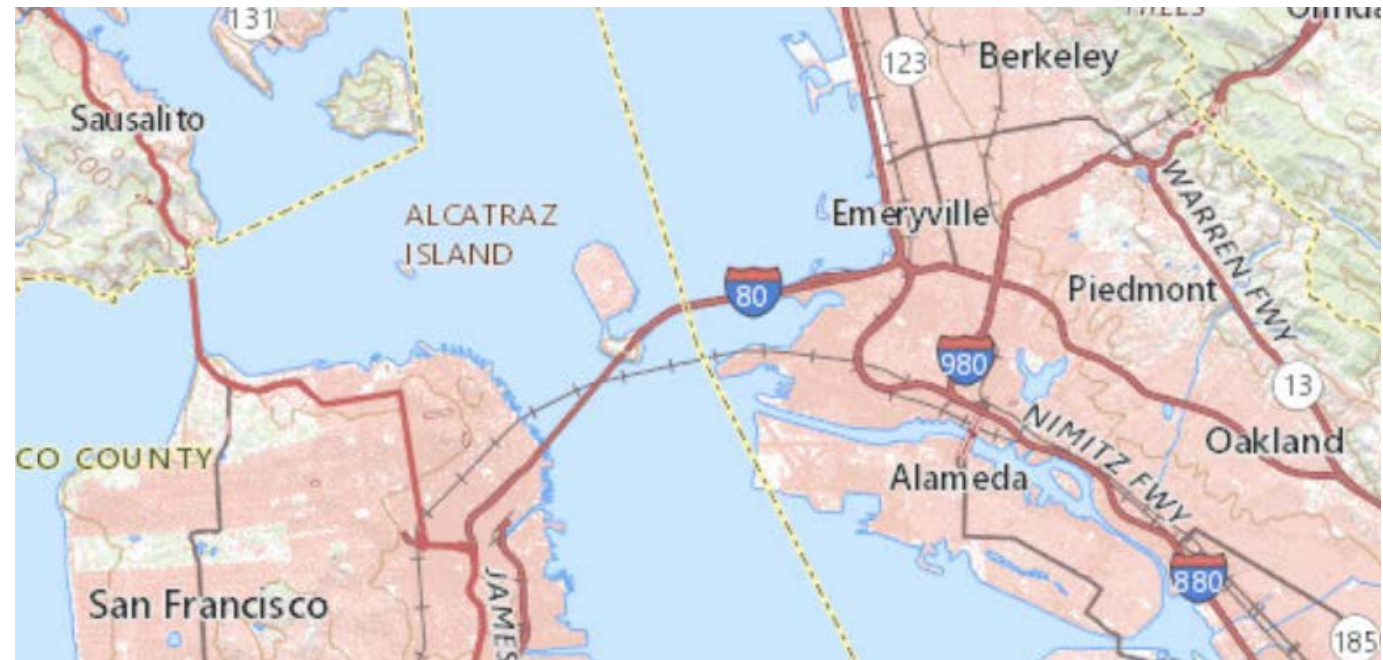 131
Berkeley
123
Sausalito
500
ALCATRAZ
ISLAND
Emeryville
WARREN FWY
80
Piedmont
980
13
NIMITZ FWY
CO COUNTY
Oakland
Alameda
880
San Francisco
JAMES
185